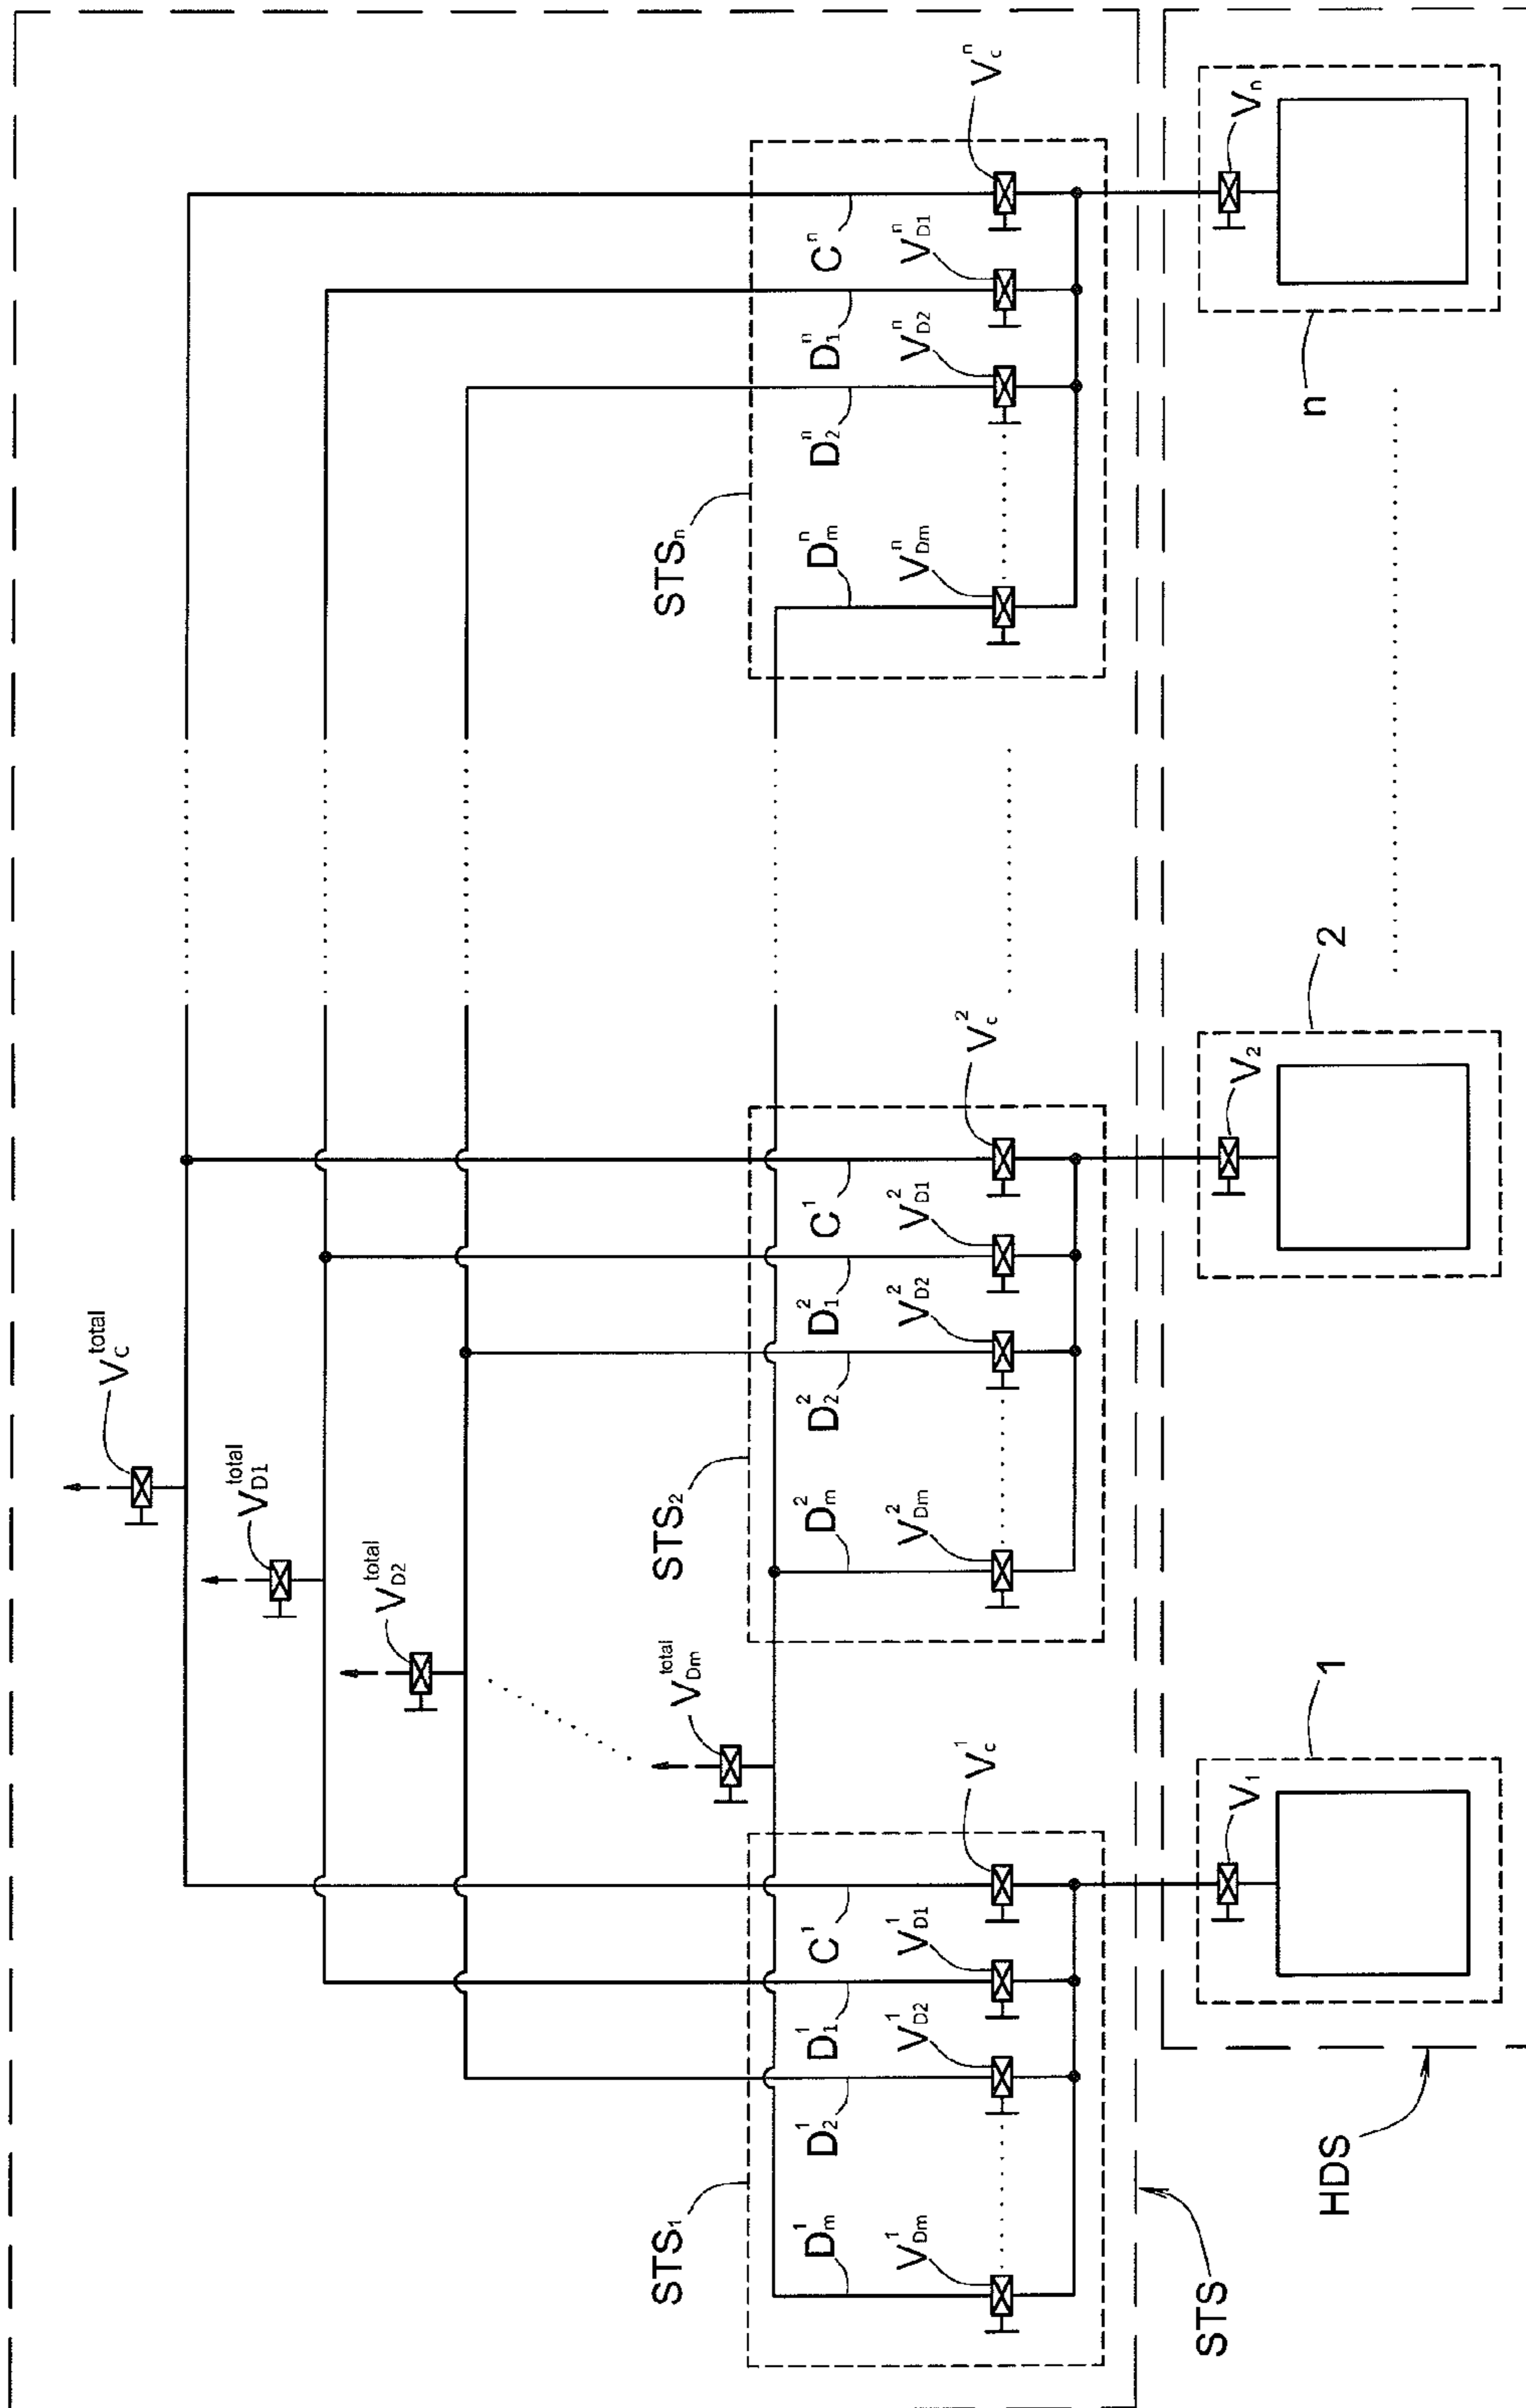 V_c^total
V_D1^total
V_D2^total
V_Dm^total
STS_1
D_m^1
D_2^1
D_1^1
C^1
V_Dm^1
V_D2^1
V_D1^1
V_c^1
STS_2
D_m^2
D_2^2
D_1^2
C^1
V_Dm^2
V_D2^2
V_D1^2
V_c^2
STS_n
D_m^n
D_2^n
D_1^n
C^n
V_Dm^n
V_D2^n
V_D1^n
V_c^n
STS
HDS
V_1
1
V_2
2
V_n
n